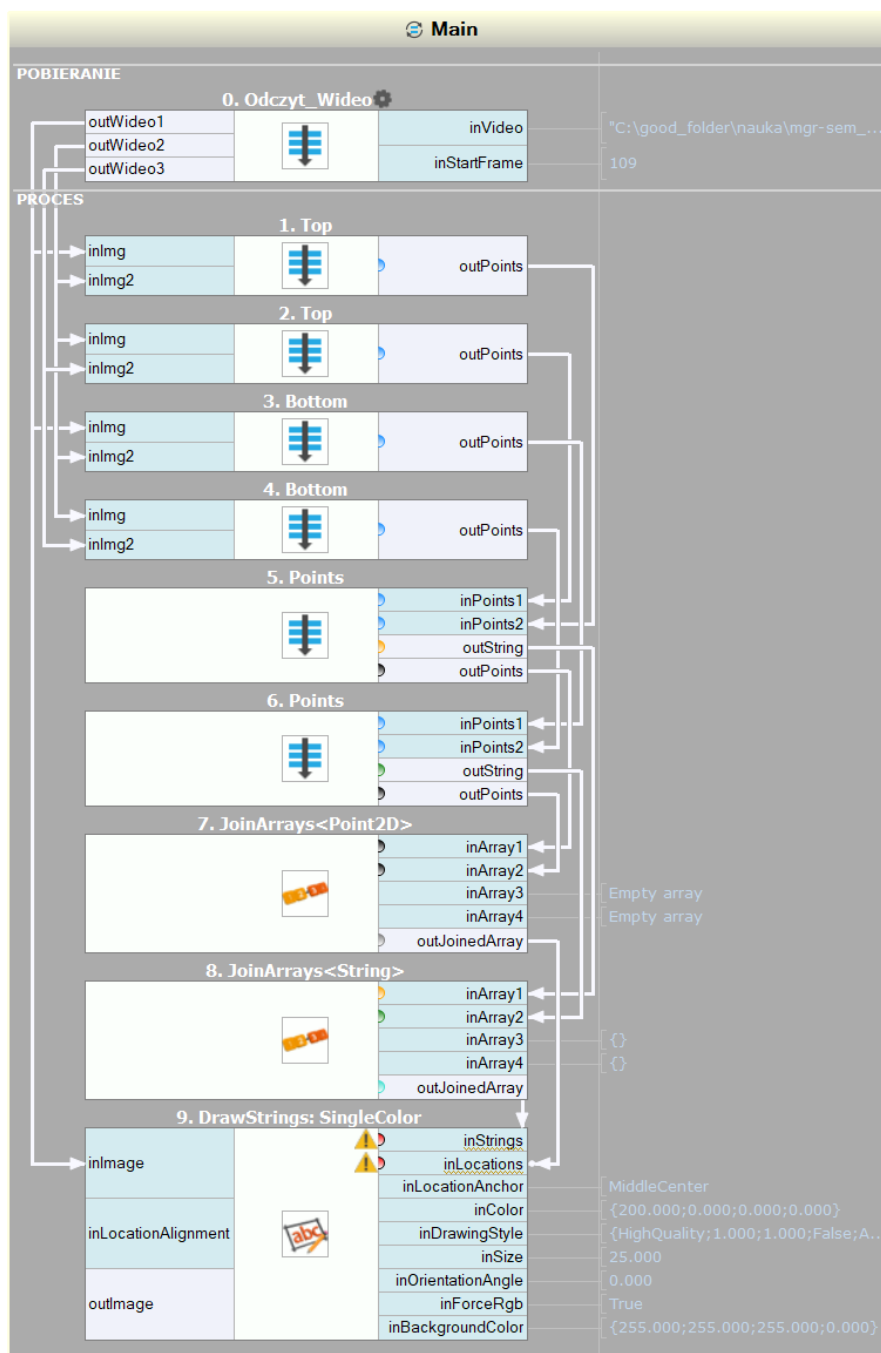 Main
POBIERANIE
0. Odczyt_Wideo
outWideo1
outWideo2
outWideo3
inVideo
"C:\good_folder\nauka\mgr-sem_...
inStartFrame
109
PROCES
1. Top
inImg
inImg2
outPoints
2. Top
inImg
inImg2
outPoints
3. Bottom
inImg
inImg2
outPoints
4. Bottom
inImg
inImg2
outPoints
5. Points
inPoints1
inPoints2
outString
outPoints
6. Points
inPoints1
inPoints2
outString
outPoints
7. JoinArrays<Point2D>
inArray1
inArray2
inArray3
Empty array
inArray4
Empty array
outJoinedArray
8. JoinArrays<String>
inArray1
inArray2
inArray3
{}
inArray4
{}
outJoinedArray
9. DrawStrings: SingleColor
inImage
inLocationAlignment
outImage
abc
inStrings
inLocations
inLocationAnchor
MiddleCenter
inColor
{200.000;0.000;0.000;0.000}
inDrawingStyle
{HighQuality;1.000;1.000;False;A...
inSize
25.000
inOrientationAngle
0.000
inForceRgb
True
inBackgroundColor
{255.000;255.000;255.000;0.000}